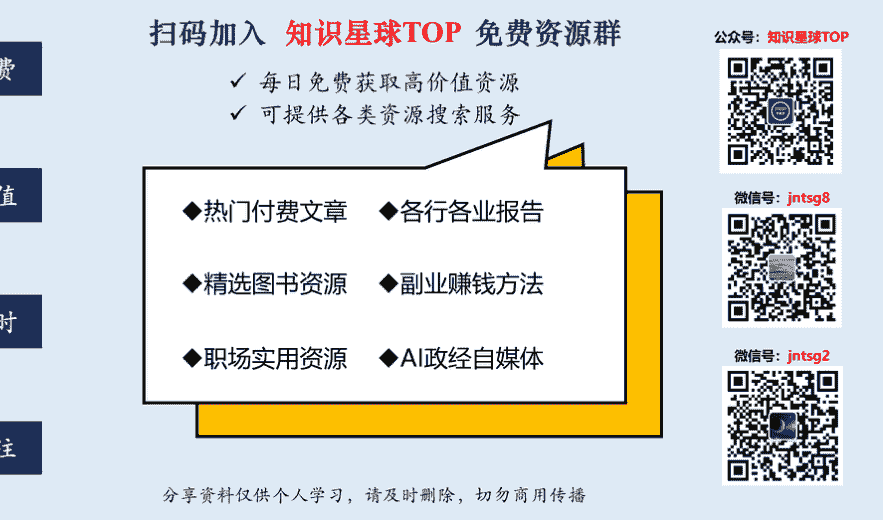 扫码加入 知识星球TOP 免费资源群
✓ 每日免费获取高价值资源
✓ 可提供各类资源搜索服务
◆热门付费文章 ◆各行各业报告
◆精选图书资源 ◆副业赚钱方法
◆职场实用资源 ◆AI政经自媒体
分享资料仅供个人学习，请及时删除，切勿商用传播
费
值
时
注
公众号：知识星球TOP
微信号：jntsg8
微信号：jntsg2